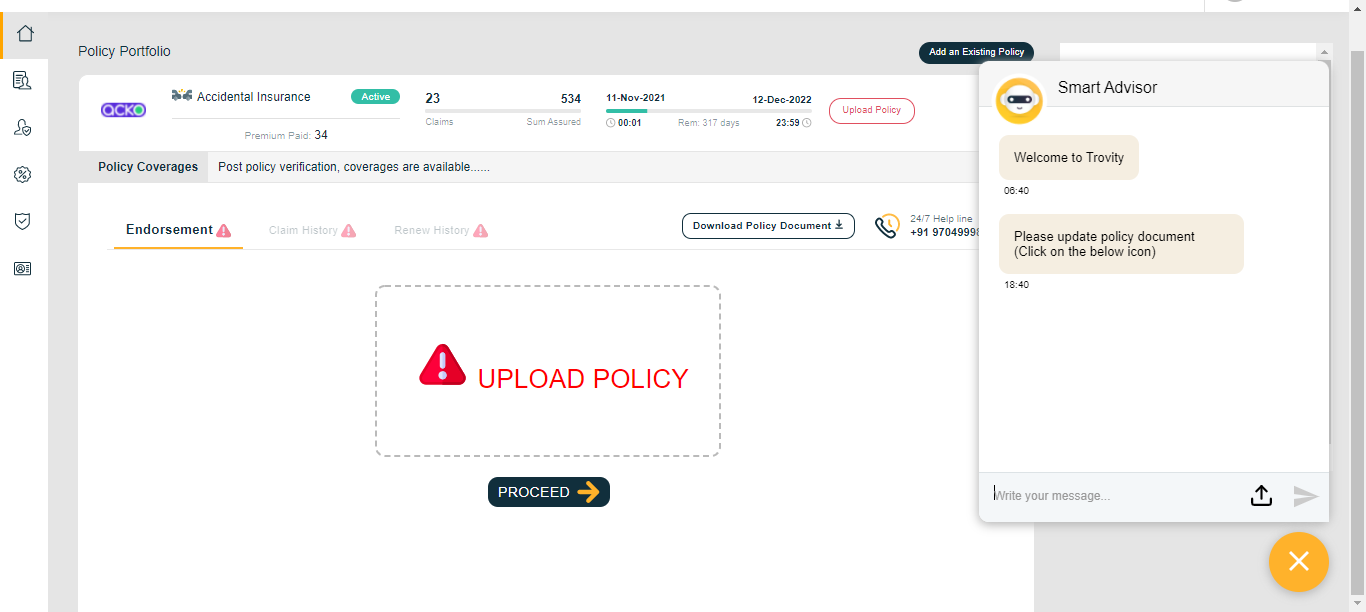 Policy Portfolio
Add an Existing Policy
acko
Accidental Insurance
Active
Premium Paid: 34
23
534
Claims
Sum Assured
11-Nov-2021
12-Dec-2022
00:01
Rem: 317 days
23:59
Upload Policy
Policy Coverages
Post policy verification, coverages are available......
Endorsement
Claim History
Renew History
Download Policy Document
24/7 Help line
+91 9704999
UPLOAD POLICY
PROCEED
Smart Advisor
Welcome to Trovity
06:40
Please update policy document
(Click on the below icon)
18:40
Write your message...